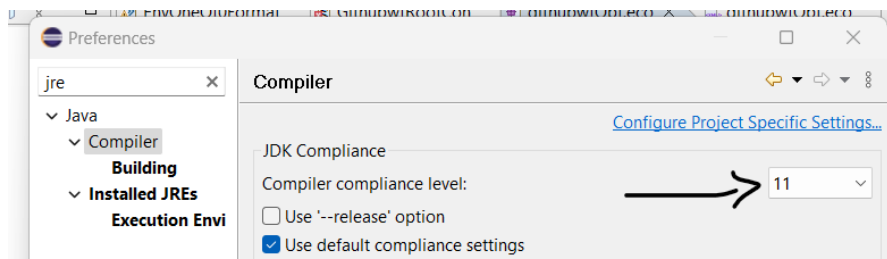 Preferences
jre
Compiler
Configure Project Specific Settings...
Java
Compiler
Building
Installed JREs
Execution Envi
JDK Compliance
Compiler compliance level:
11
Use '--release' option
Use default compliance settings